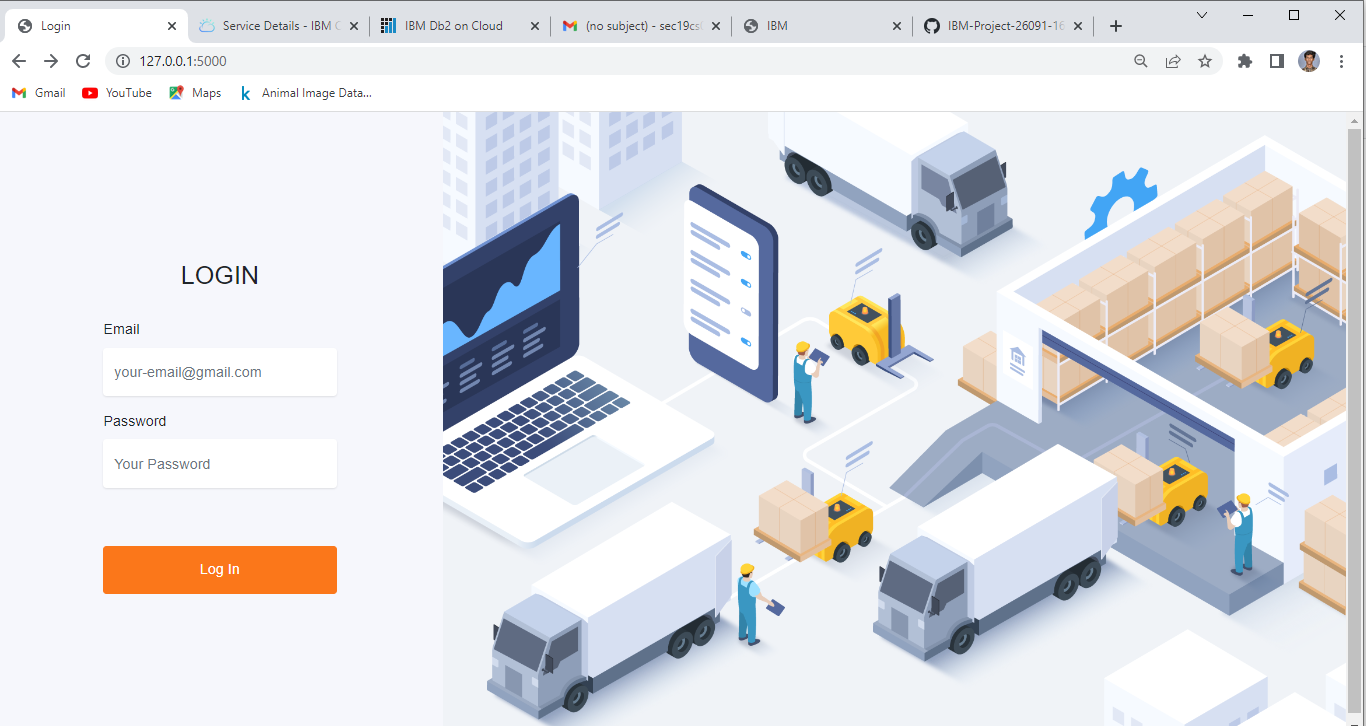 Login
Service Details - IBM C
IBM Db2 on Cloud
(no subject) - sec19cs
IBM
IBM-Project-26091-16
127.0.0.1:5000
Gmail
YouTube
Maps
Animal Image Data...
LOGIN
Email
your-email@gmail.com
Password
Your Password
Log In